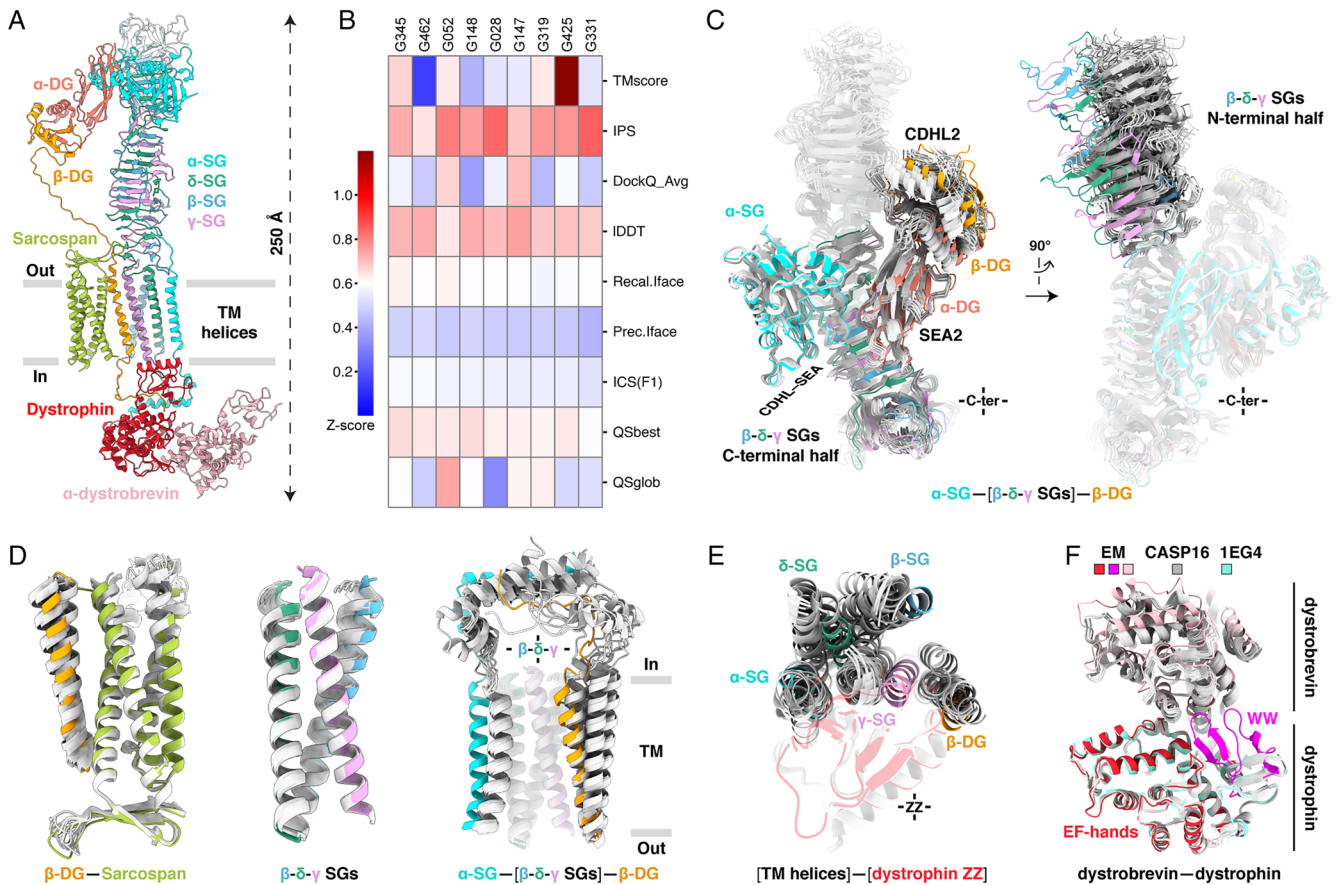 A
α-DG
β-DG
α-SG
δ-SG
β-SG
γ-SG
Sarcospan
Out
TM
helices
In
Dystrophin
α-dystrobrevin
250 Å
B
G345
G462
G052
G148
G028
G147
G319
G425
G331
TMscore
IPS
DockQ_Avg
lDDT
Recal.Iface
Prec.Iface
ICS(F1)
QSbest
QSglob
1.0
0.8
0.6
0.4
0.2
Z-score
C
CDHL2
α-SG
β-DG
α-DG
SEA2
CDHL-SEA
C-ter
β-δ-γ SGs
C-terminal half
90°
β-δ-γ SGs
N-terminal half
C-ter
α-SG—[β-δ-γ SGs]—β-DG
D
β-DG—Sarcospan
β-δ-γ SGs
β-δ-γ
In
TM
Out
α-SG—[β-δ-γ SGs]—β-DG
E
δ-SG
β-SG
α-SG
γ-SG
β-DG
ZZ
[TM helices]—[dystrophin ZZ]
F
EM
CASP16
1EG4
dystrobrevin
WW
dystrophin
EF-hands
dystrobrevin—dystrophin